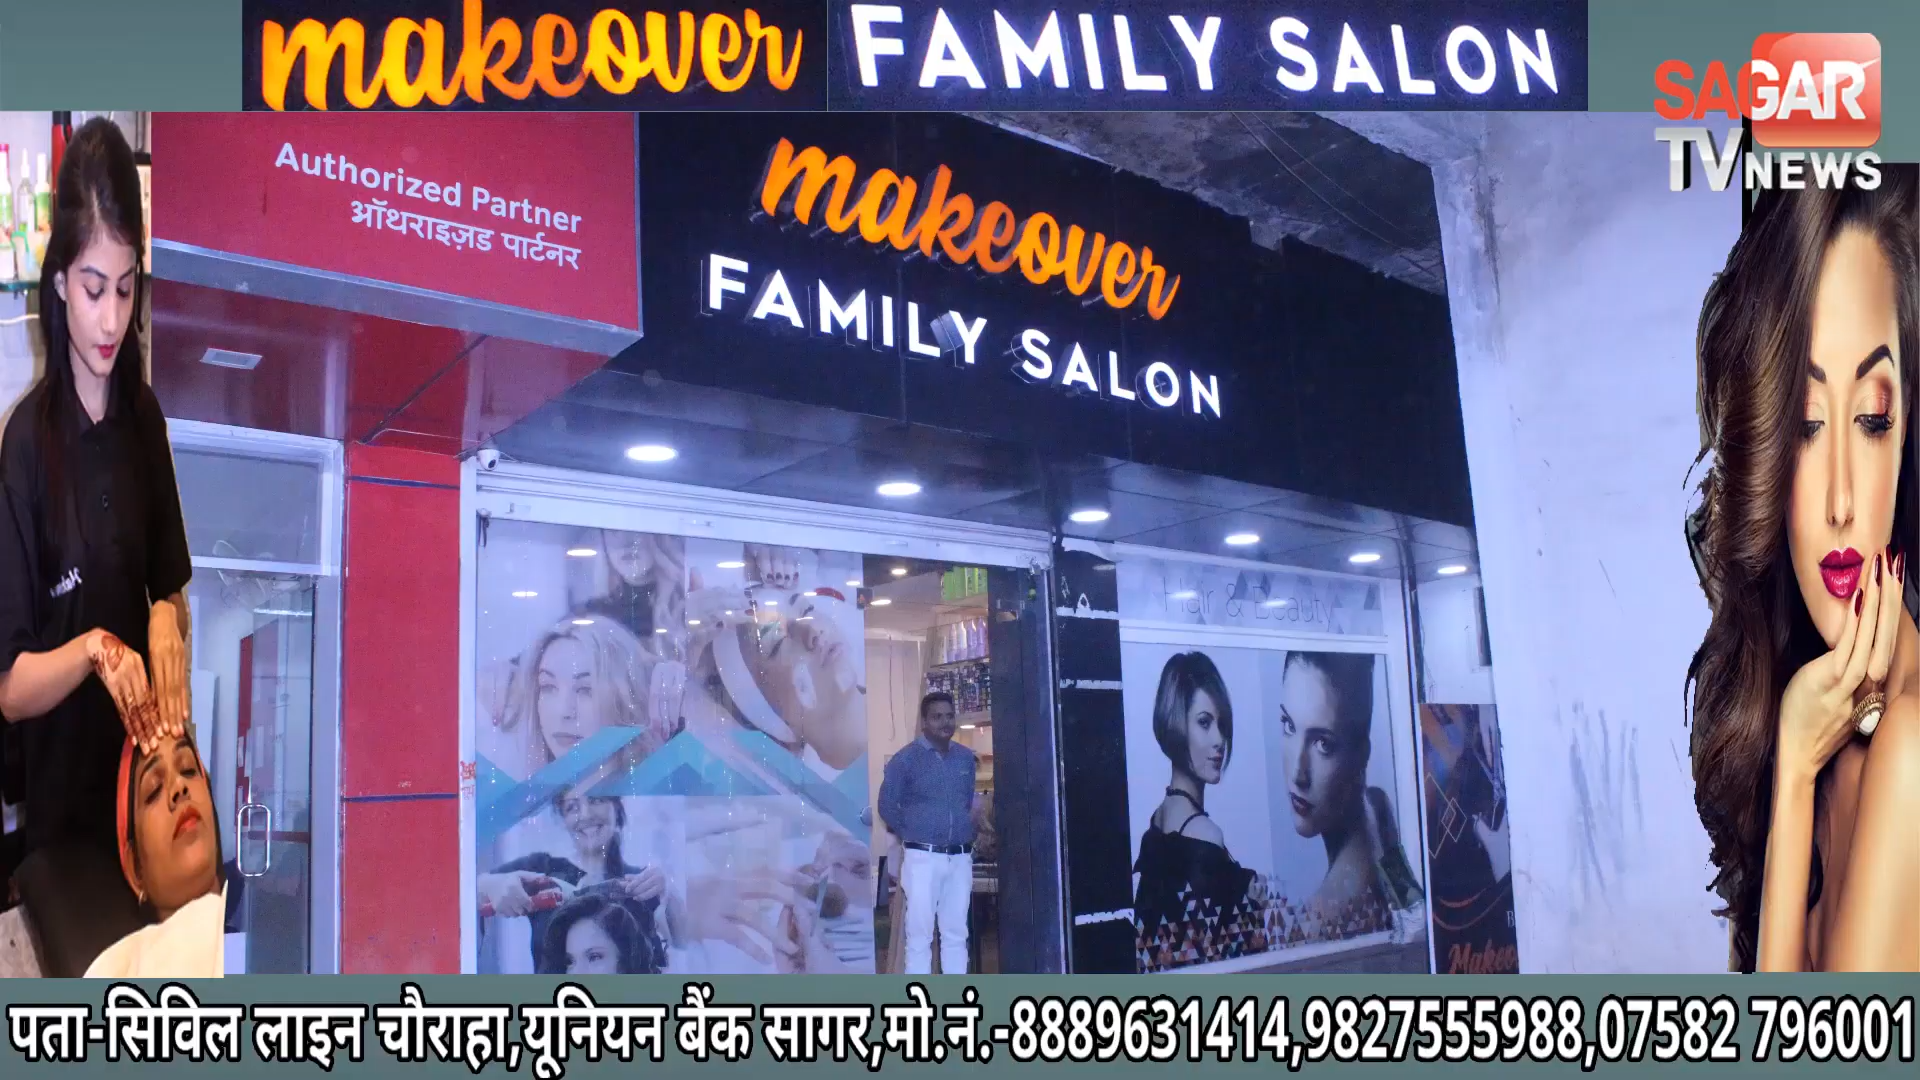 makeover FAMILY SALON
SAGAR
TV NEWS
Authorized Partner
ऑथराइज़ड पार्टनर
makeover
FAMILY SALON
Hair & Beauty
पता-सिविल लाइन चौराहा,यूनियन बैंक सागर,मो.नं.-8889631414,9827555988,07582 796001